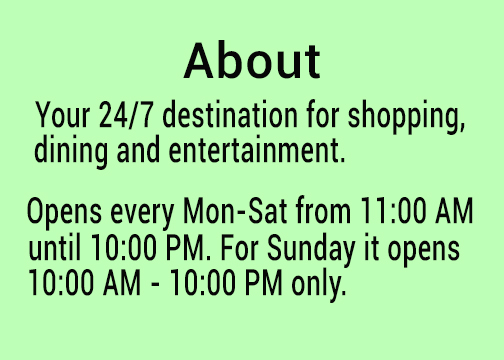 About
Your 24/7 destination for shopping,
dining and entertainment.
Opens every Mon-Sat from 11:00 AM
until 10:00 PM. For Sunday it opens
10:00 AM - 10:00 PM only.